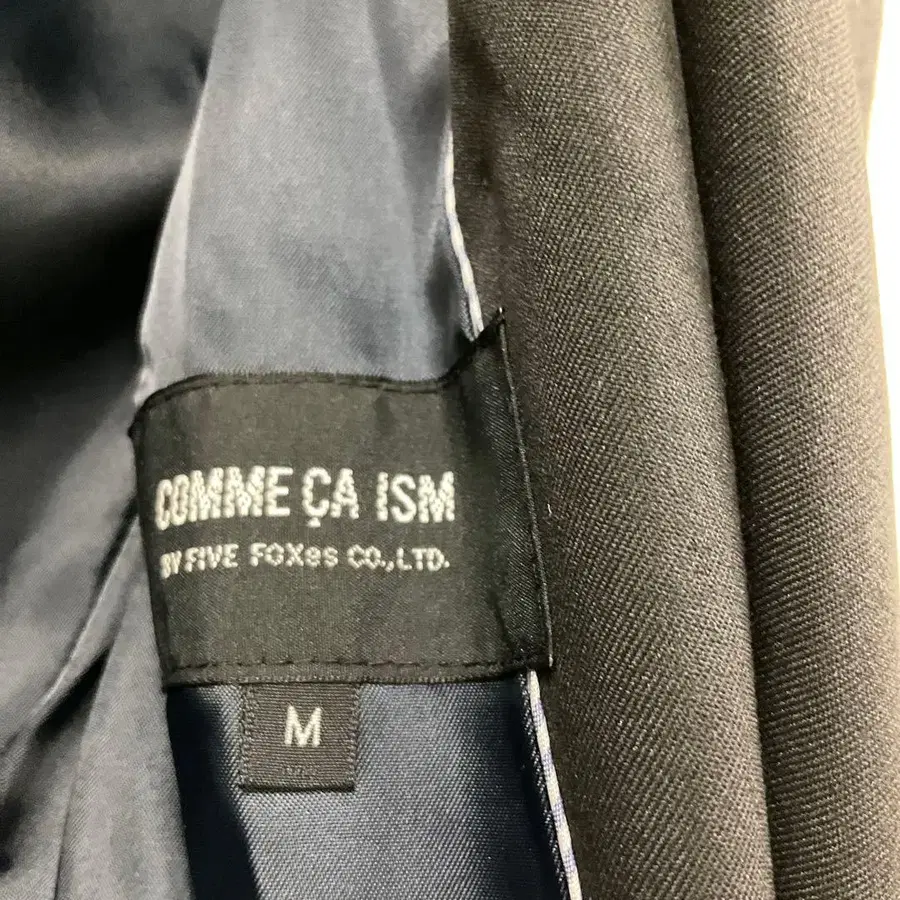 COMME ÇA ISM
BY FIVE FOXes CO.,LTD.
M